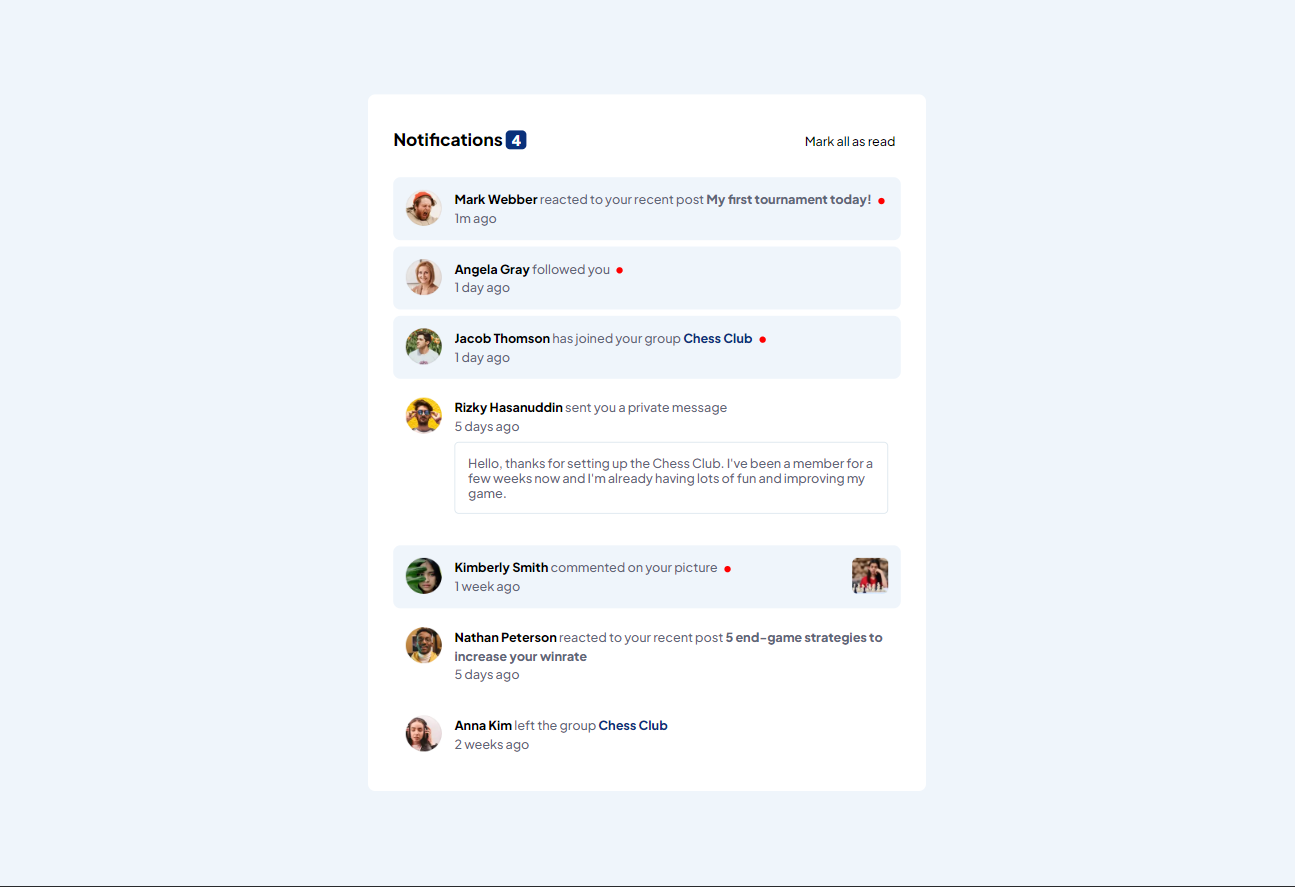 Notifications 4
Mark all as read
Mark Webber reacted to your recent post My first tournament today!
1m ago
Angela Gray followed you
1 day ago
Jacob Thomson has joined your group Chess Club
1 day ago
Rizky Hasanuddin sent you a private message
5 days ago
Hello, thanks for setting up the Chess Club. I've been a member for a
few weeks now and I'm already having lots of fun and improving my
game.
Kimberly Smith commented on your picture
1 week ago
Nathan Peterson reacted to your recent post 5 end-game strategies to
increase your winrate
5 days ago
Anna Kim left the group Chess Club
2 weeks ago